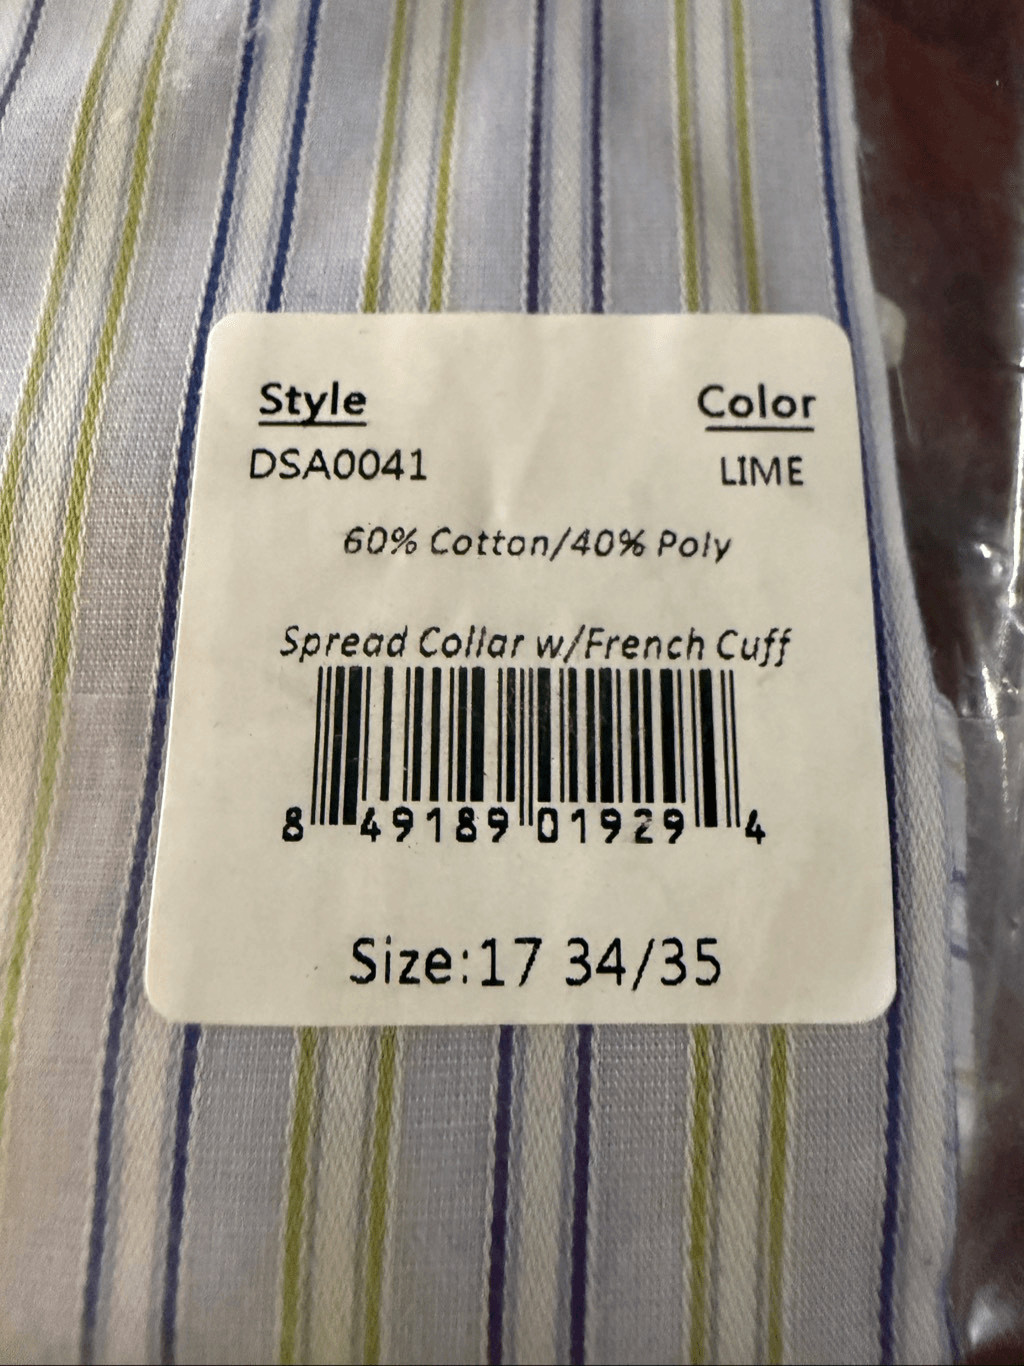 Style Color
DSA0041 LIME
60% Cotton/40% Poly
Spread Collar w/French Cuff
8 49189 01929 4
Size:17 34/35